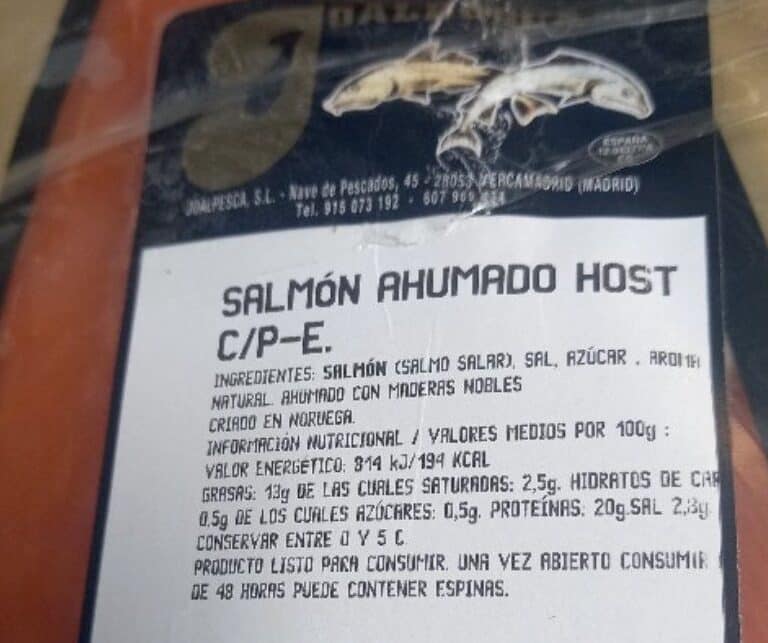 ESPAÑA
JOALPESCA, S.L. - Nave de Pescados, 45 - 28053 MERCAMADRID (MADRID)
Tel. 915 073 192 - 607
SALMÓN AHUMADO HOST
C/P-E.
INGREDIENTES: SALMÓN (SALMO SALAR), SAL, AZÚCAR . AROMA
NATURAL. AHUMADO CON MADERAS NOBLES
CRIADO EN NORUEGA.
INFORMACIÓN NUTRICIONAL / VALORES MEDIOS POR 100g :
VALOR ENERGÉTICO: 814 kJ/194 KCAL
GRASAS: 13g DE LAS CUALES SATURADAS: 2,5g. HIDRATOS DE CAR
0,5g DE LOS CUALES AZÚCARES: 0,5g. PROTEÍNAS: 20g.SAL 2,8g.
CONSERVAR ENTRE 0 Y 5 C.
PRODUCTO LISTO PARA CONSUMIR. UNA VEZ ABIERTO CONSUMIR
DE 48 HORAS PUEDE CONTENER ESPINAS.